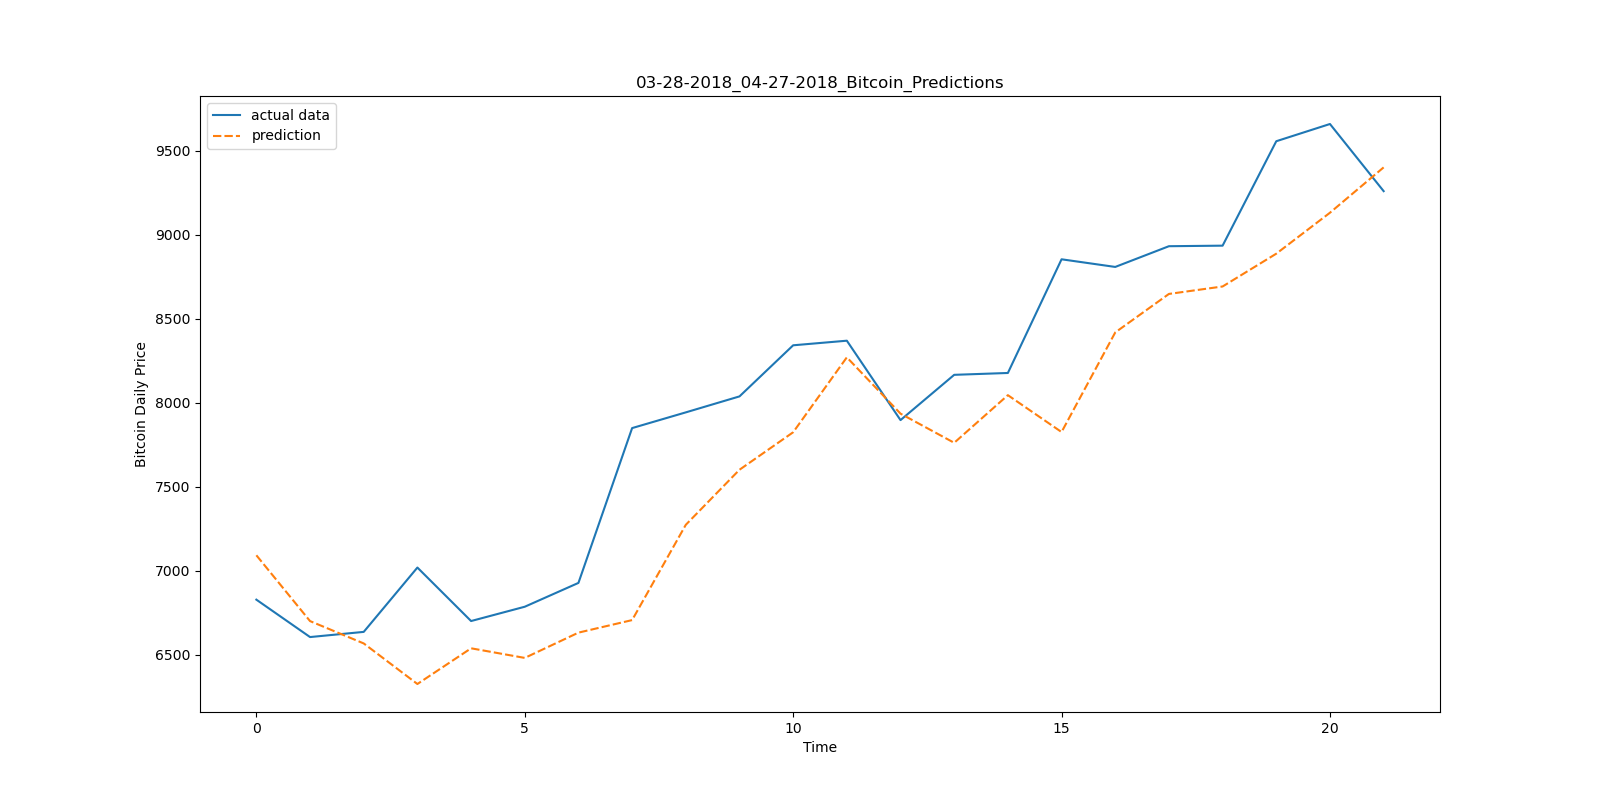 03-28-2018_04-27-2018_Bitcoin_Predictions
actual data
prediction
9500
9000
8500
8000
7500
7000
6500
Bitcoin Daily Price
0 5 10 15 20
Time